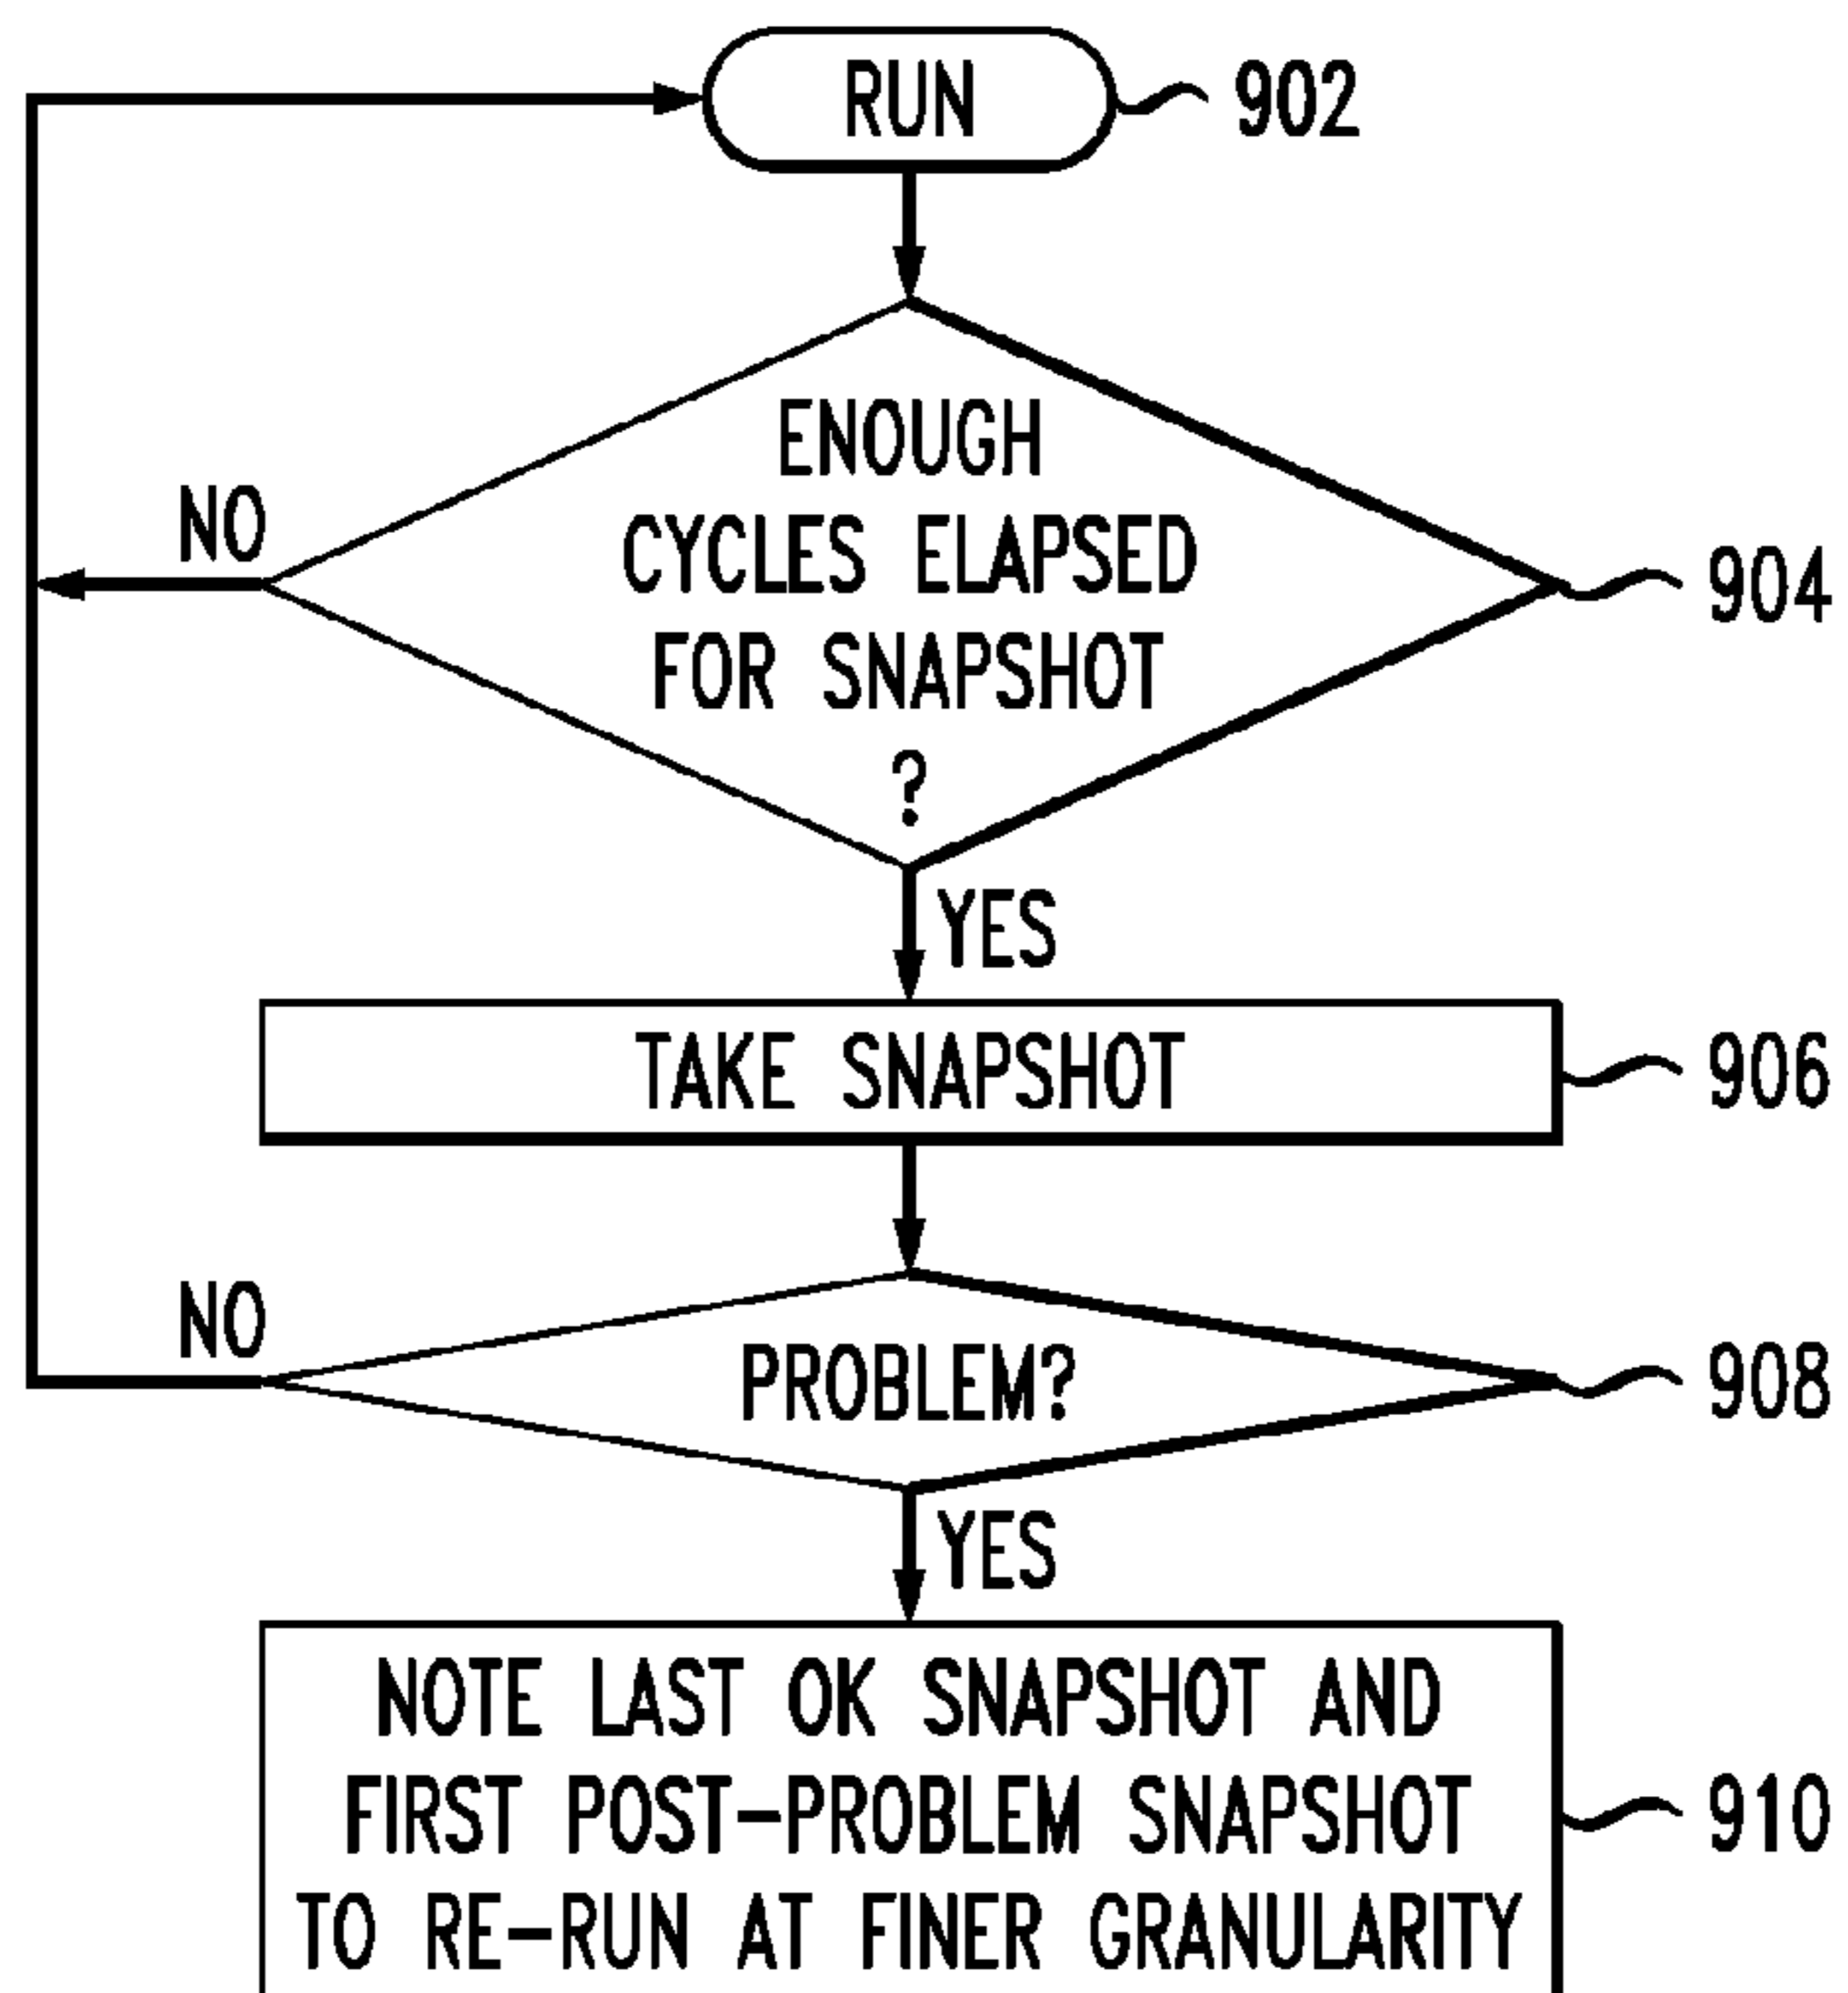 RUN
902
ENOUGH
CYCLES ELAPSED
FOR SNAPSHOT
?
904
NO
YES
TAKE SNAPSHOT
906
NO
PROBLEM?
908
YES
NOTE LAST OK SNAPSHOT AND
FIRST POST-PROBLEM SNAPSHOT
TO RE-RUN AT FINER GRANULARITY
910